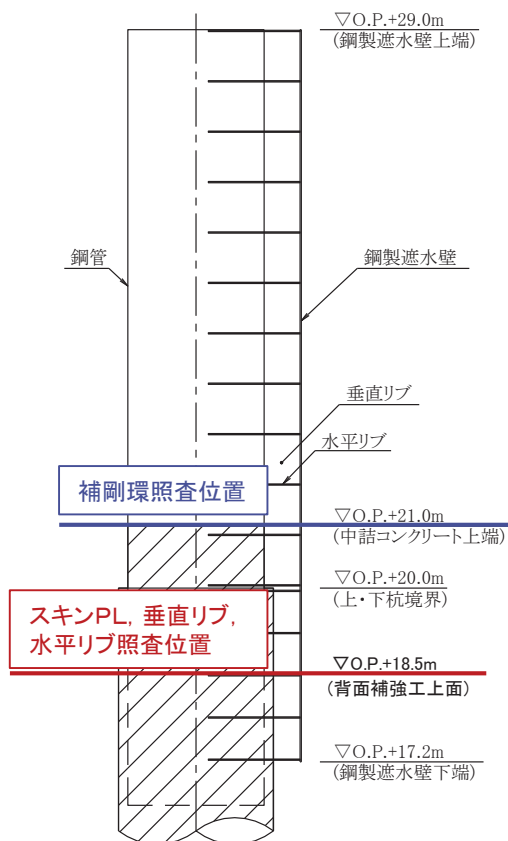 ▽O.P.+29.0m
(鋼製遮水壁上端)
鋼管
鋼製遮水壁
垂直リブ
水平リブ
補剛環照査位置
▽O.P.+21.0m
(中詰コンクリート上端)
▽O.P.+20.0m
(上・下杭境界)
スキンPL，垂直リブ，
水平リブ照査位置
▽O.P.+18.5m
(背面補強工上面)
▽O.P.+17.2m
(鋼製遮水壁下端)